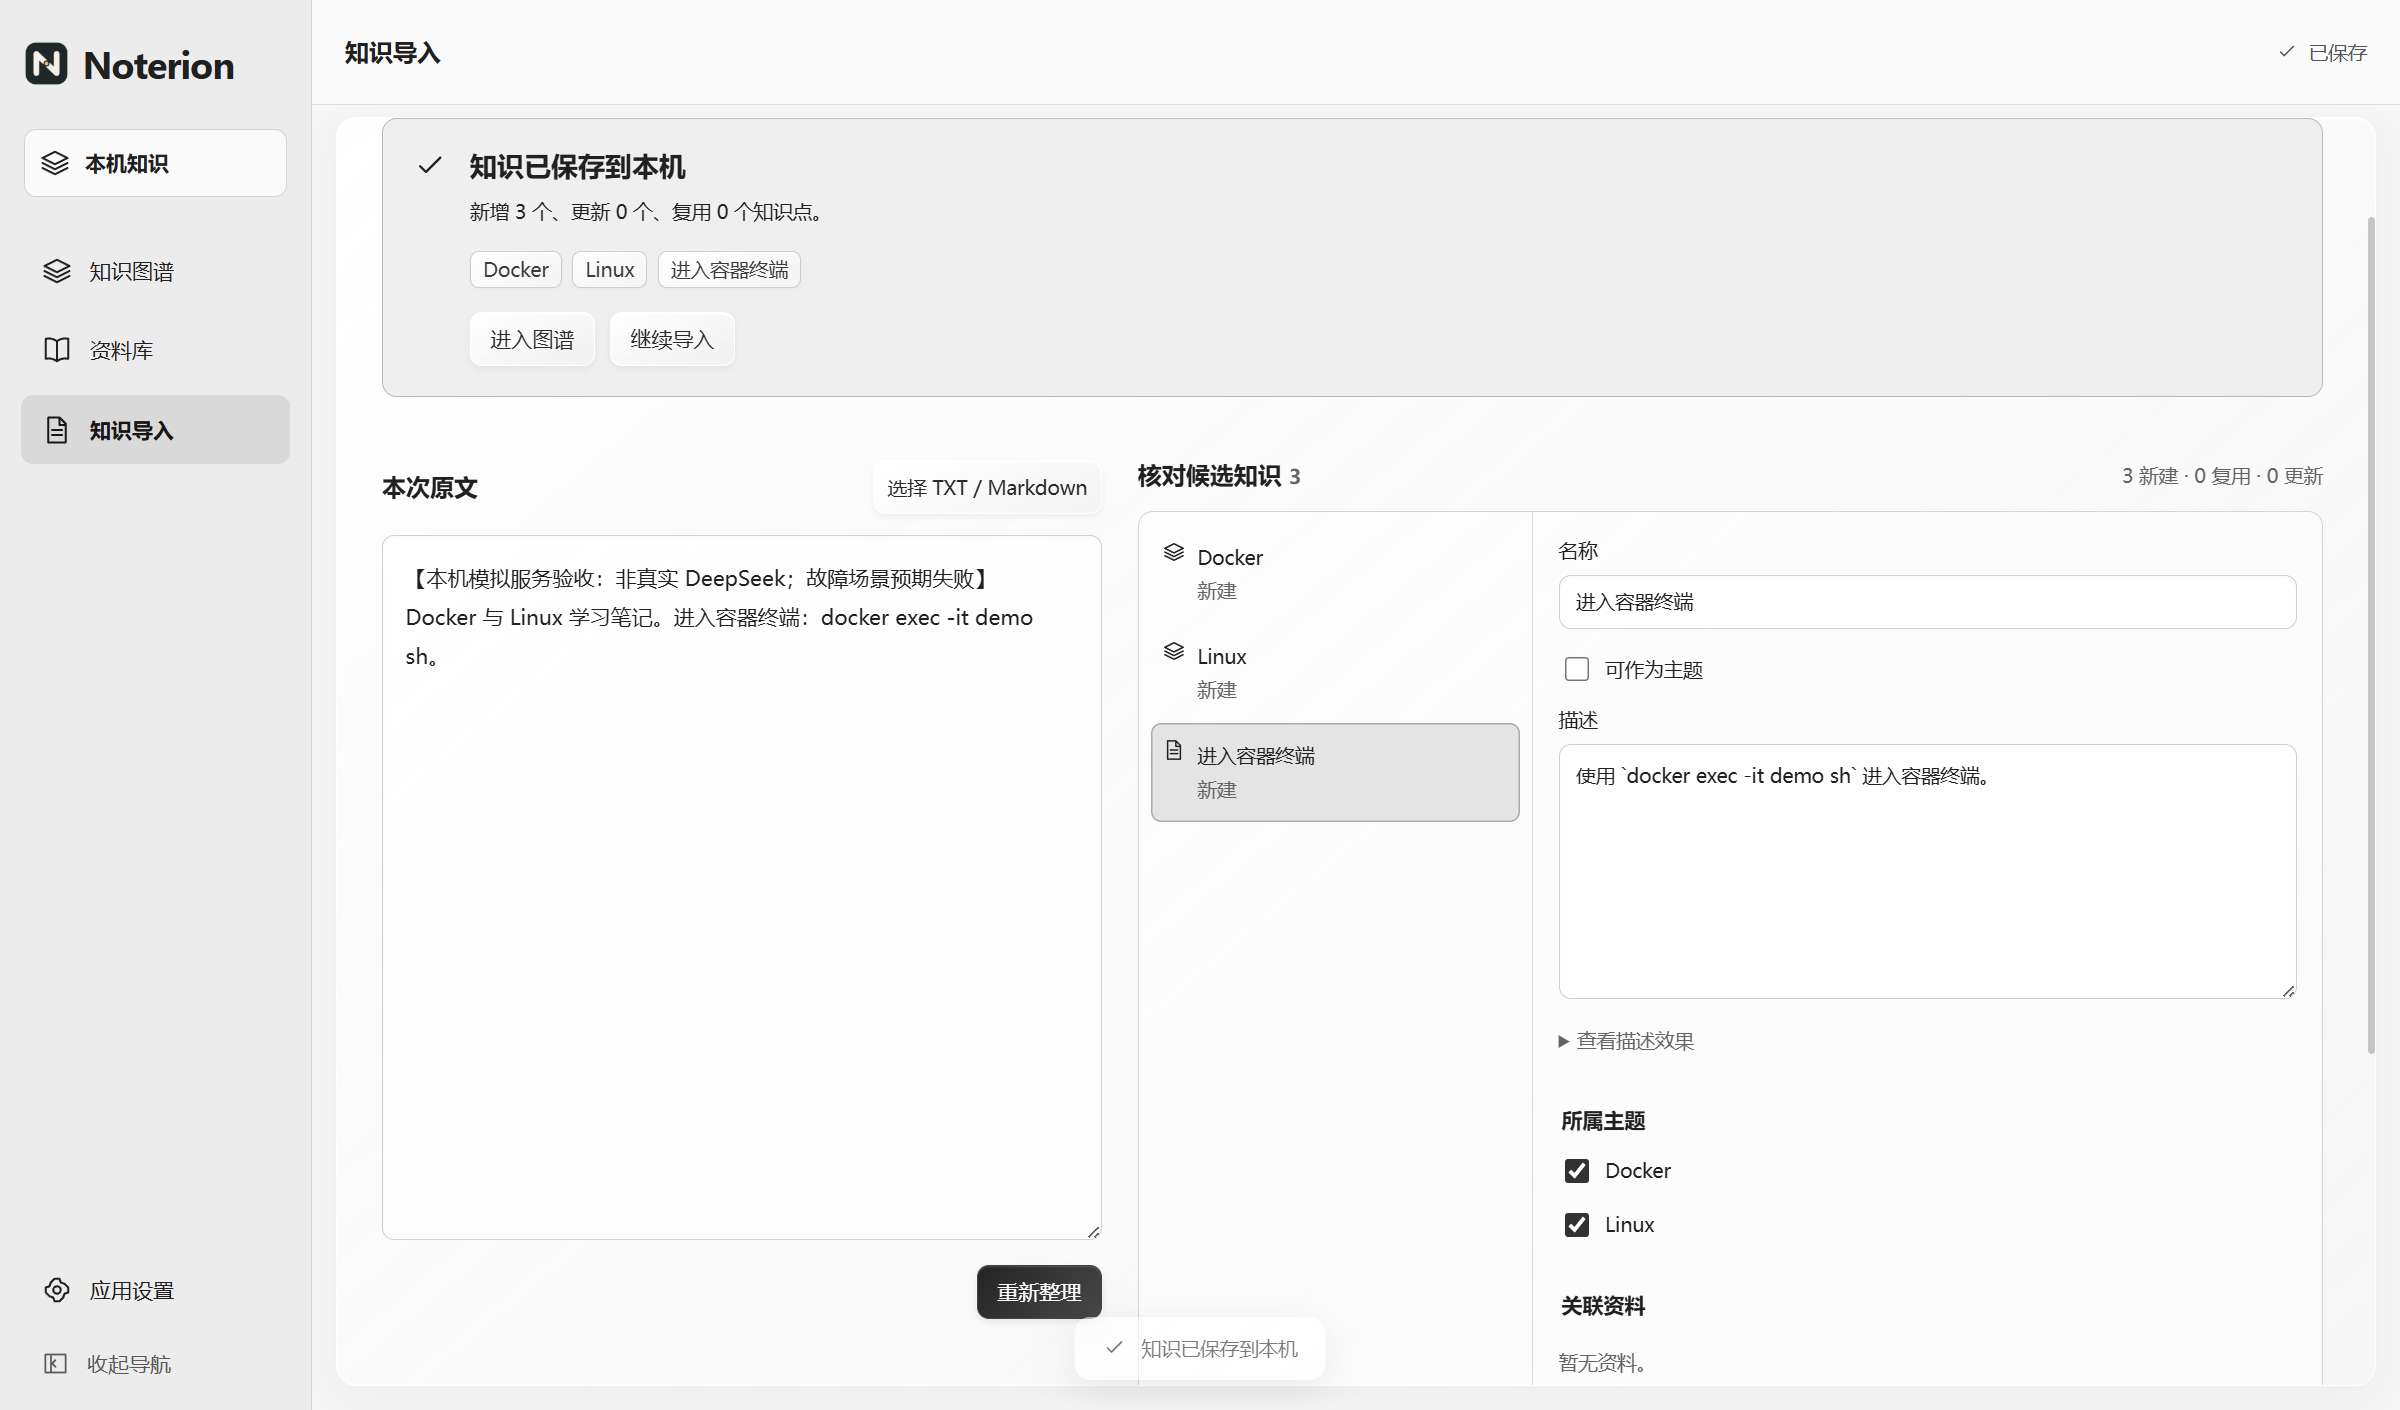 Noterion
本机知识
知识图谱
资料库
知识导入
应用设置
收起导航
知识导入
已保存
知识已保存到本机
新增 3 个、更新 0 个、复用 0 个知识点。
Docker
Linux
进入容器终端
进入图谱
继续导入
本次原文
选择 TXT / Markdown
【本机模拟服务验收：非真实 DeepSeek；故障场景预期失败】
Docker 与 Linux 学习笔记。进入容器终端：docker exec -it demo
sh。
重新整理
核对候选知识 3
3 新建 · 0 复用 · 0 更新
Docker
新建
Linux
新建
进入容器终端
新建
名称
进入容器终端
可作为主题
描述
使用 `docker exec -it demo sh` 进入容器终端。
查看描述效果
所属主题
Docker
Linux
关联资料
暂无资料。
知识已保存到本机